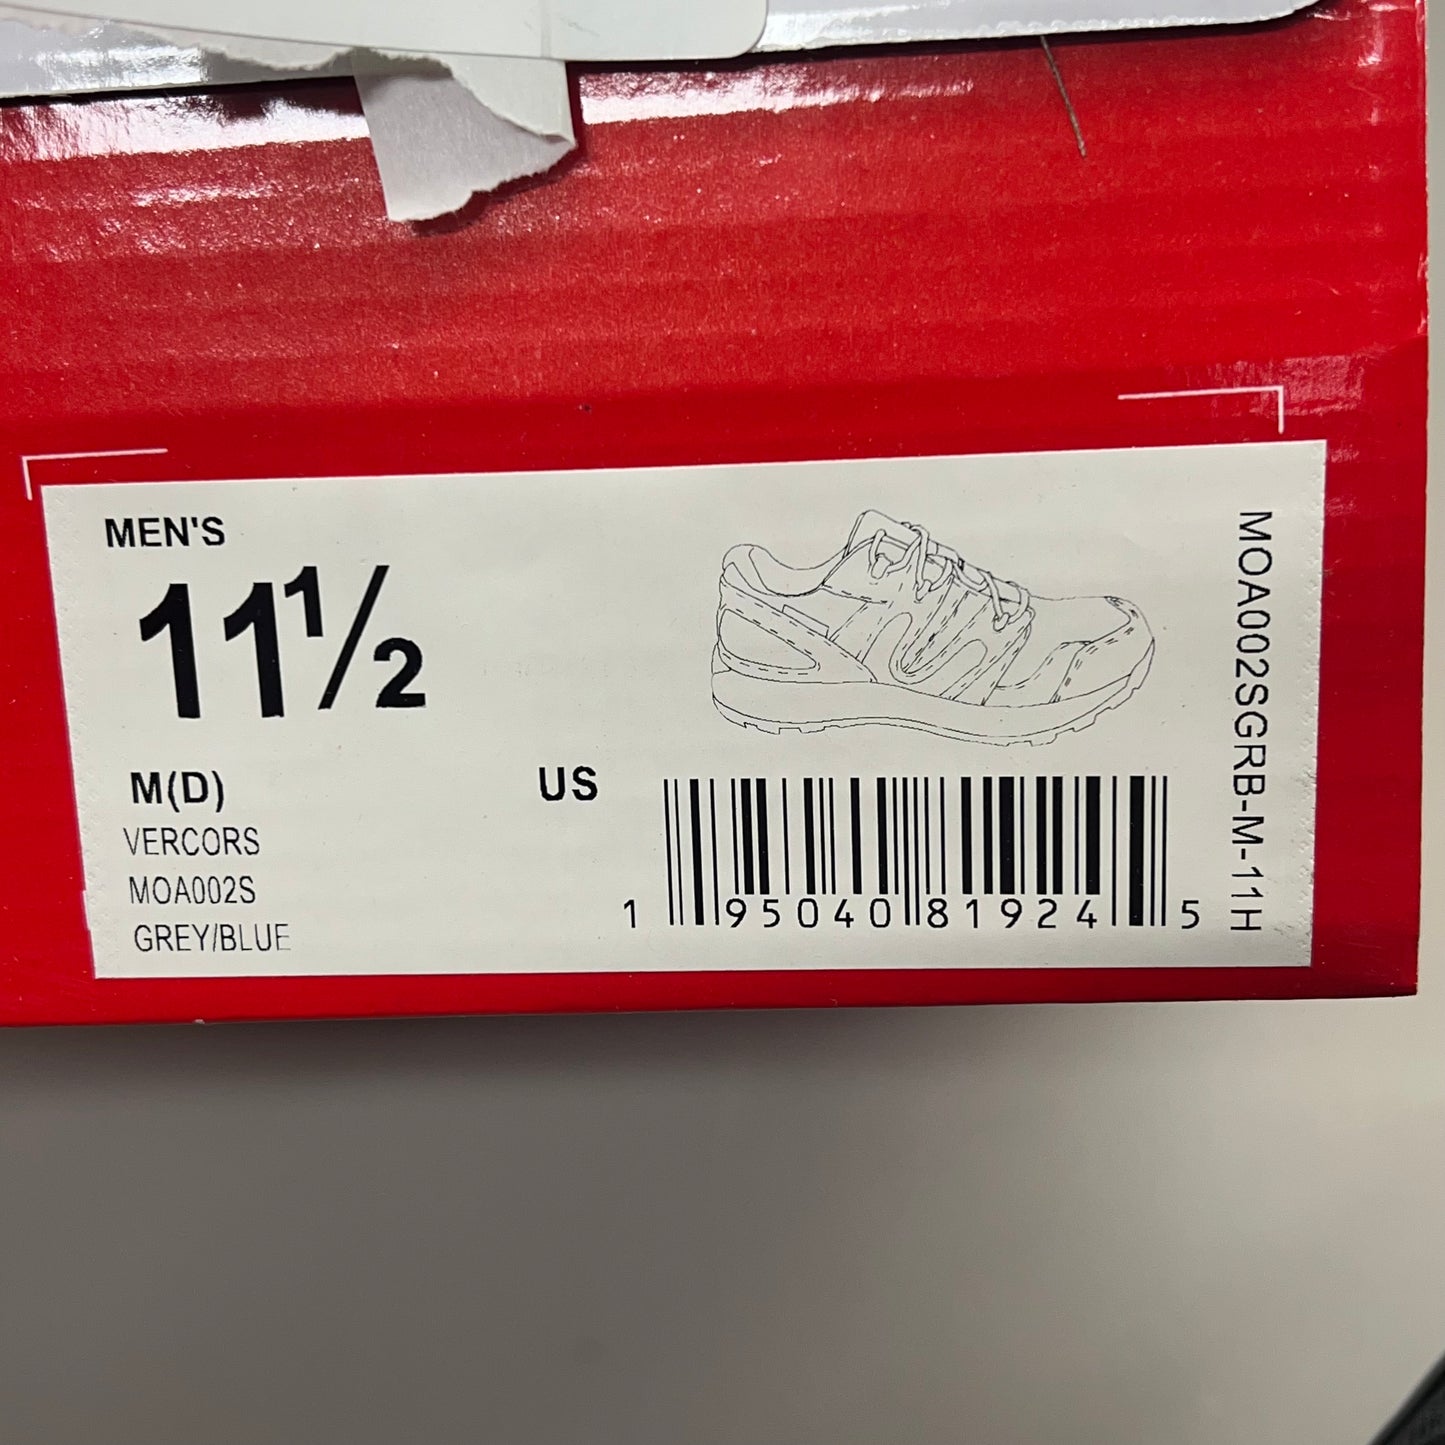 MEN'S
11½
M(D)
US
VERCORS
MOA002S
GREY/BLUE
1 95040 81924 5
MOA002SGRB-M-11H